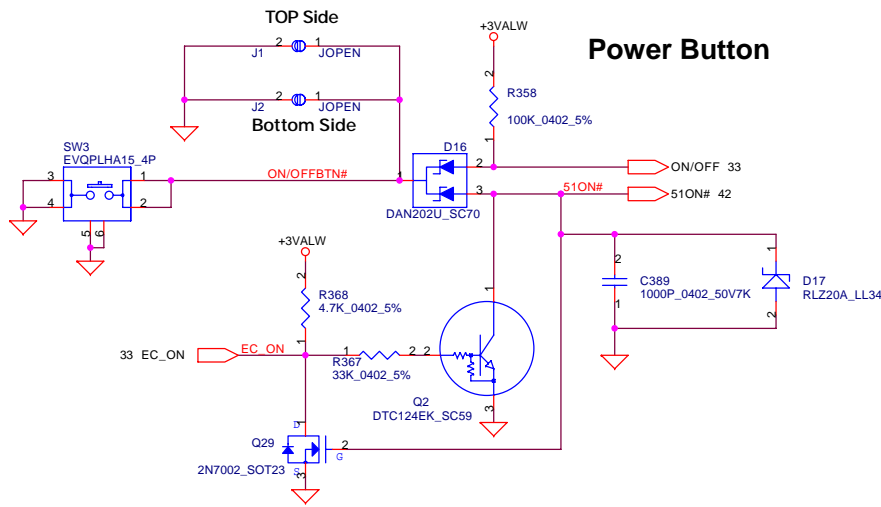 TOP Side
+3VALW
Power Button
2 1
J1 JOPEN
2
R358
100K_0402_5%
1
2 1
J2 JOPEN
Bottom Side
SW3
EVQPLHA15_4P
D16
3 1
4 2
5 6
ON/OFFBTN#
1 2
3
ON/OFF 33
51ON#
51ON# 42
DAN202U_SC70
+3VALW
2
R368
4.7K_0402_5%
1
2
C389
1000P_0402_50V7K
1
1
D17
RLZ20A_LL34
2
33 EC_ON
EC_ON
1 2 2
R367
33K_0402_5%
1
3
Q2
DTC124EK_SC59
1
D
Q29
2
G
2N7002_SOT23
S
3